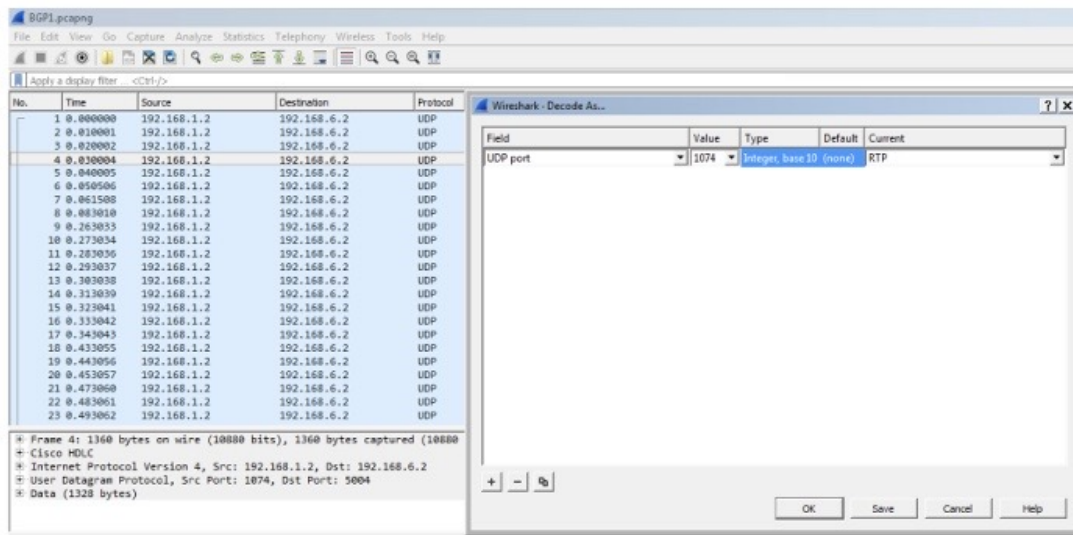 BGP1.pcapng
File Edit View Go Capture Analyze Statistics Telephony Wireless Tools Help
Apply a display filter ... <Ctrl-/>
No. Time Source Destination Protocol
1 0.000000 192.168.1.2 192.168.6.2 UDP
2 0.010001 192.168.1.2 192.168.6.2 UDP
3 0.020002 192.168.1.2 192.168.6.2 UDP
4 0.030004 192.168.1.2 192.168.6.2 UDP
5 0.040005 192.168.1.2 192.168.6.2 UDP
6 0.050506 192.168.1.2 192.168.6.2 UDP
7 0.061508 192.168.1.2 192.168.6.2 UDP
8 0.083010 192.168.1.2 192.168.6.2 UDP
9 0.263033 192.168.1.2 192.168.6.2 UDP
10 0.273034 192.168.1.2 192.168.6.2 UDP
11 0.283036 192.168.1.2 192.168.6.2 UDP
12 0.293037 192.168.1.2 192.168.6.2 UDP
13 0.303038 192.168.1.2 192.168.6.2 UDP
14 0.313039 192.168.1.2 192.168.6.2 UDP
15 0.323041 192.168.1.2 192.168.6.2 UDP
16 0.333042 192.168.1.2 192.168.6.2 UDP
17 0.343043 192.168.1.2 192.168.6.2 UDP
18 0.433055 192.168.1.2 192.168.6.2 UDP
19 0.443056 192.168.1.2 192.168.6.2 UDP
20 0.453057 192.168.1.2 192.168.6.2 UDP
21 0.473060 192.168.1.2 192.168.6.2 UDP
22 0.483061 192.168.1.2 192.168.6.2 UDP
23 0.493062 192.168.1.2 192.168.6.2 UDP
Frame 4: 1360 bytes on wire (10880 bits), 1360 bytes captured (10880
Cisco HDLC
Internet Protocol Version 4, Src: 192.168.1.2, Dst: 192.168.6.2
User Datagram Protocol, Src Port: 1074, Dst Port: 5004
Data (1328 bytes)
Wireshark - Decode As...
Field Value Type Default Current
UDP port 1074 Integer, base 10 (none) RTP
OK Save Cancel Help